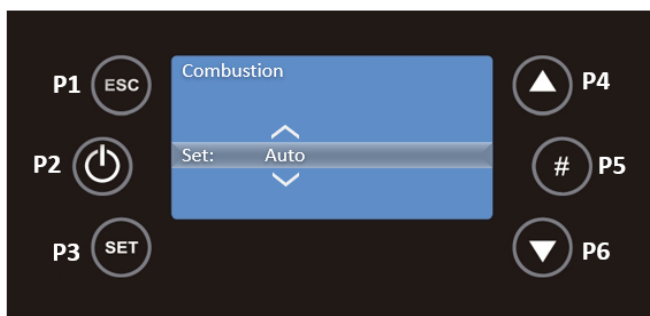 P1 ESC
Combustion
P4
P2
Set: Auto
# P5
P3 SET
P6